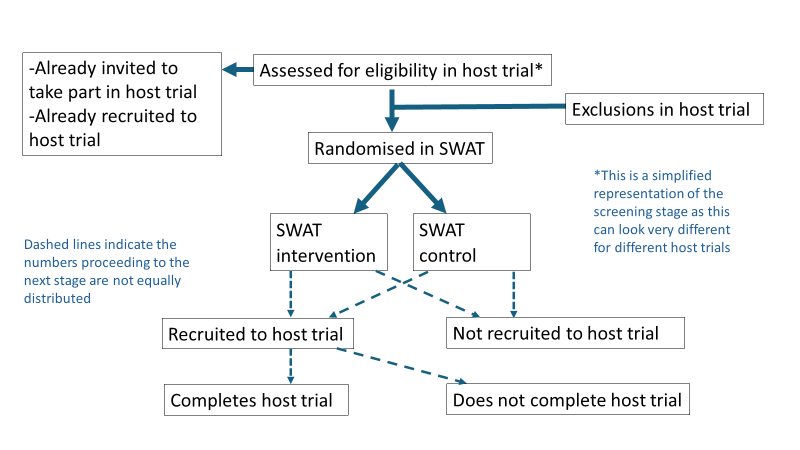 -Already invited to
take part in host trial
-Already recruited to
host trial
Assessed for eligibility in host trial*
Exclusions in host trial
Randomised in SWAT
*This is a simplified
representation of the
screening stage as this
can look very different
for different host trials
SWAT
intervention
SWAT
control
Dashed lines indicate the
numbers proceeding to the
next stage are not equally
distributed
Recruited to host trial
Not recruited to host trial
Completes host trial
Does not complete host trial